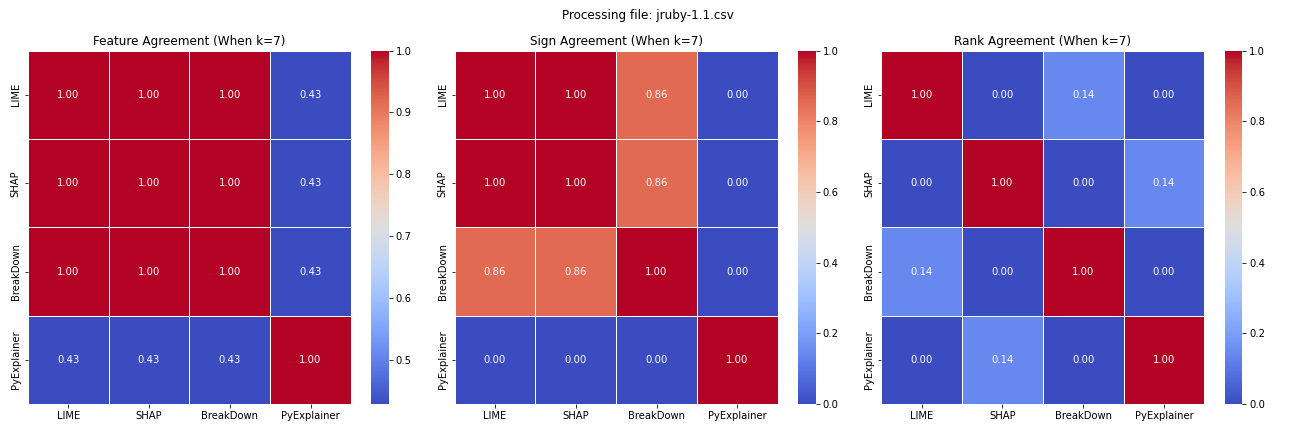 Processing file: jruby-1.1.csv
Feature Agreement (When k=7)
LIME
1.00 1.00 1.00 0.43
SHAP
1.00 1.00 1.00 0.43
BreakDown
1.00 1.00 1.00 0.43
PyExplainer
0.43 0.43 0.43 1.00
LIME SHAP BreakDown PyExplainer
1.0
0.9
0.8
0.7
0.6
0.5
Sign Agreement (When k=7)
LIME
1.00 1.00 0.86 0.00
SHAP
1.00 1.00 0.86 0.00
BreakDown
0.86 0.86 1.00 0.00
PyExplainer
0.00 0.00 0.00 1.00
LIME SHAP BreakDown PyExplainer
1.0
0.8
0.6
0.4
0.2
0.0
Rank Agreement (When k=7)
LIME
1.00 0.00 0.14 0.00
SHAP
0.00 1.00 0.00 0.14
BreakDown
0.14 0.00 1.00 0.00
PyExplainer
0.00 0.14 0.00 1.00
LIME SHAP BreakDown PyExplainer
1.0
0.8
0.6
0.4
0.2
0.0